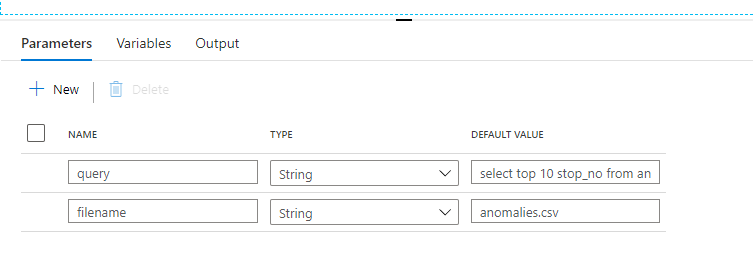 Parameters Variables Output
New Delete
NAME TYPE DEFAULT VALUE
query String select top 10 stop_no from an
filename String anomalies.csv